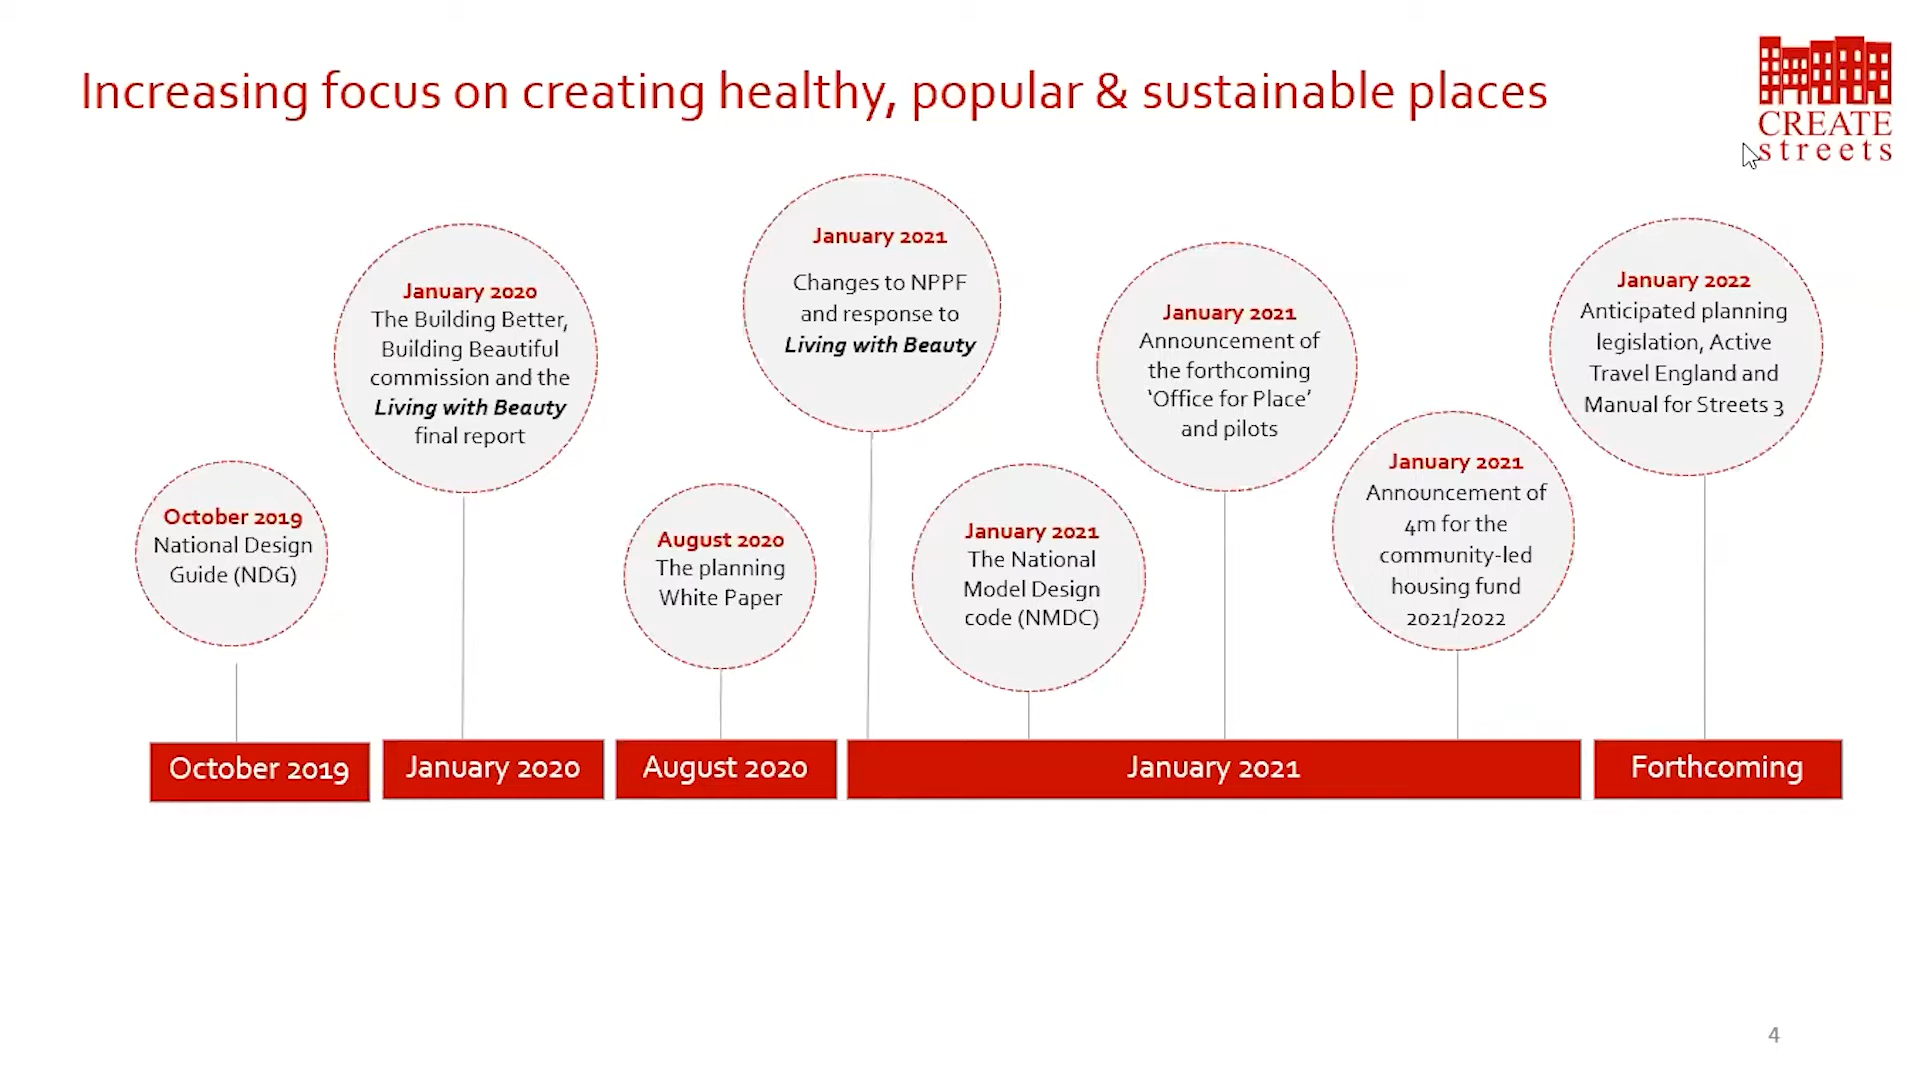 Increasing focus on creating healthy, popular & sustainable places
CREATE
streets
October 2019
National Design
Guide (NDG)
January 2020
The Building Better,
Building Beautiful
commission and the
Living with Beauty
final report
August 2020
The planning
White Paper
January 2021
Changes to NPPF
and response to
Living with Beauty
January 2021
The National
Model Design
code (NMDC)
January 2021
Announcement of
the forthcoming
‘Office for Place’
and pilots
January 2021
Announcement of
4m for the
community-led
housing fund
2021/2022
January 2022
Anticipated planning
legislation, Active
Travel England and
Manual for Streets 3
October 2019
January 2020
August 2020
January 2021
Forthcoming
4